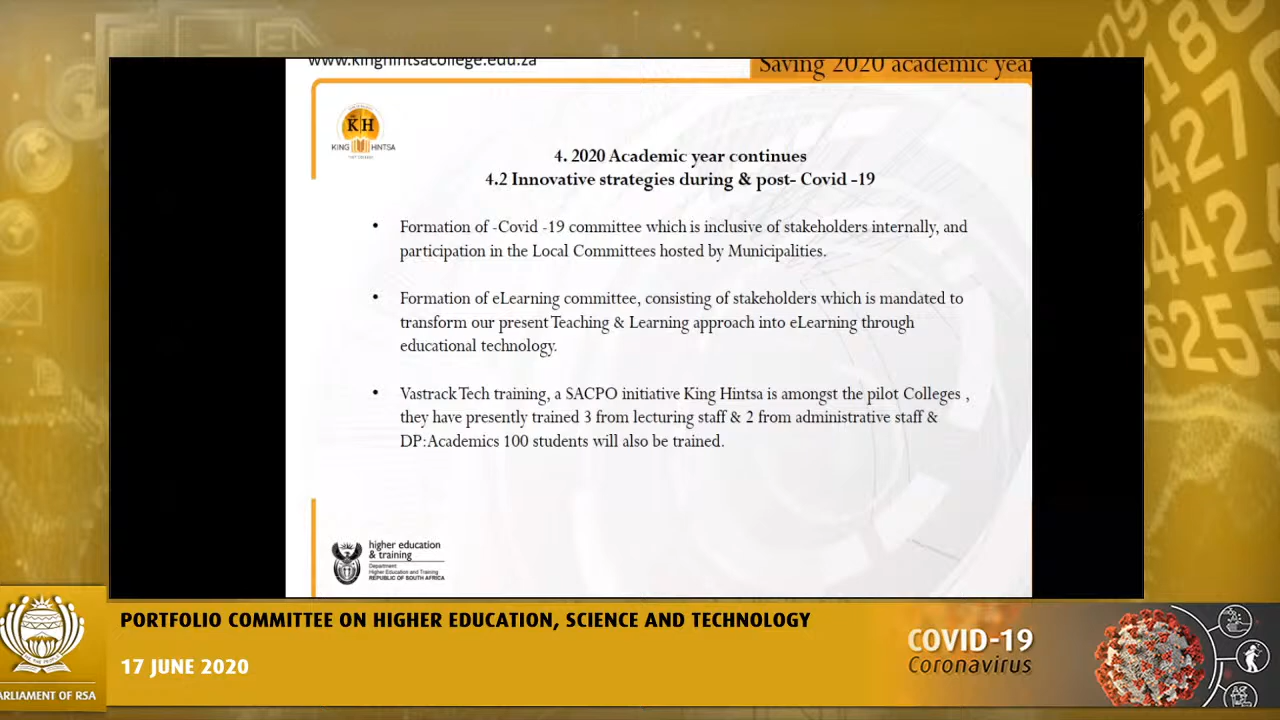 www.kinghintsacollege.edu.za
Saving 2020 academic year
KH
KING HINTSA
4. 2020 Academic year continues
4.2 Innovative strategies during & post- Covid -19
• Formation of -Covid -19 committee which is inclusive of stakeholders internally, and
participation in the Local Committees hosted by Municipalities.
• Formation of eLearning committee, consisting of stakeholders which is mandated to
transform our present Teaching & Learning approach into eLearning through
educational technology.
• Vastrack Tech training, a SACPO initiative King Hintsa is amongst the pilot Colleges ,
they have presently trained 3 from lecturing staff & 2 from administrative staff &
DP:Academics 100 students will also be trained.
higher education
& training
Department:
Higher Education and Training
REPUBLIC OF SOUTH AFRICA
PORTFOLIO COMMITTEE ON HIGHER EDUCATION, SCIENCE AND TECHNOLOGY
17 JUNE 2020
ARLIAMENT OF RSA
COVID-19
Coronavirus